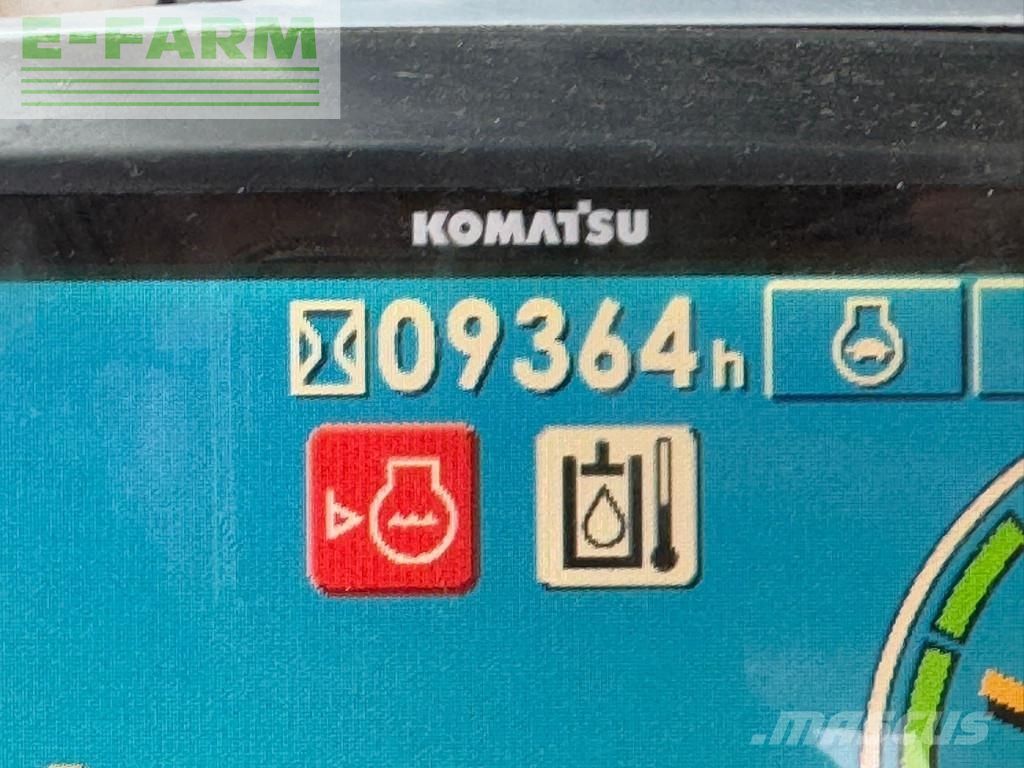 E-FARM
KOMATSU
09364h
MASCUS